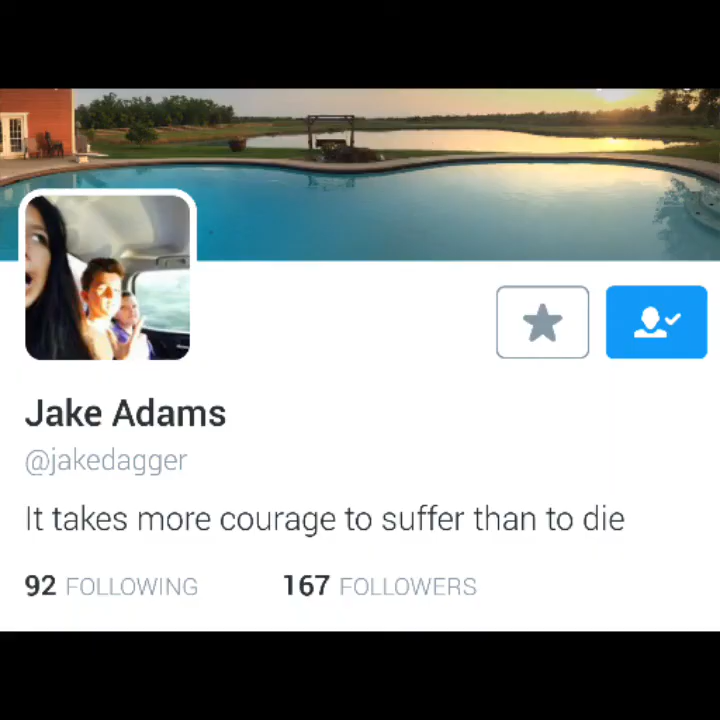 Jake Adams
@jakedagger
It takes more courage to suffer than to die
92 FOLLOWING 167 FOLLOWERS